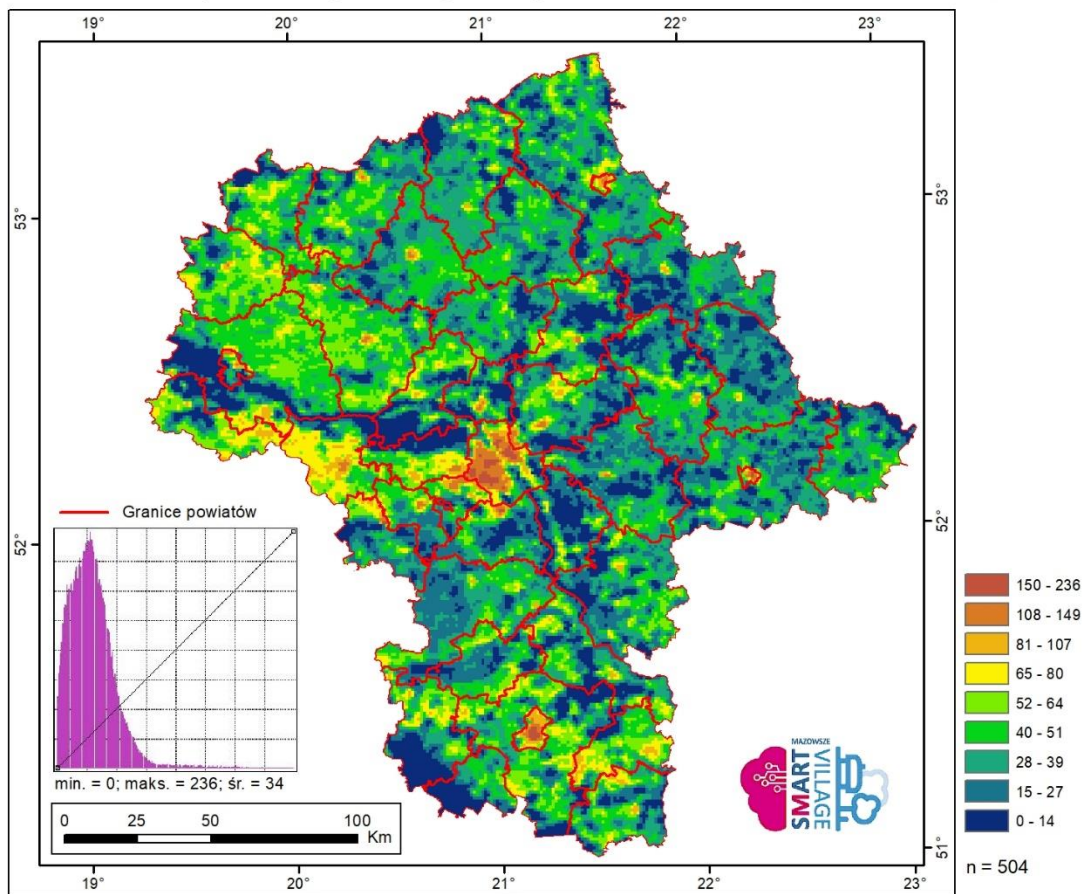 19° 20° 21° 22° 23°
53° 53°
52° 52°
51°
Granice powiatów
min. = 0; maks. = 236; śr. = 34
0 25 50 100
Km
MAZOWSZE
SMART
VILLAGE
150 - 236
108 - 149
81 - 107
65 - 80
52 - 64
40 - 51
28 - 39
15 - 27
0 - 14
n = 504
19° 20° 21° 22° 23°